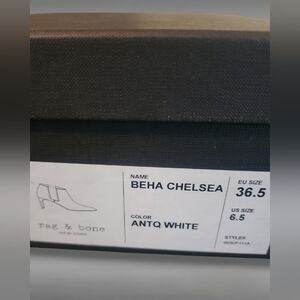 NAME
BEHA CHELSEA
EU SIZE
36.5
US SIZE
6.5
rag & bone
COLOR
ANTQ WHITE
STYLE#